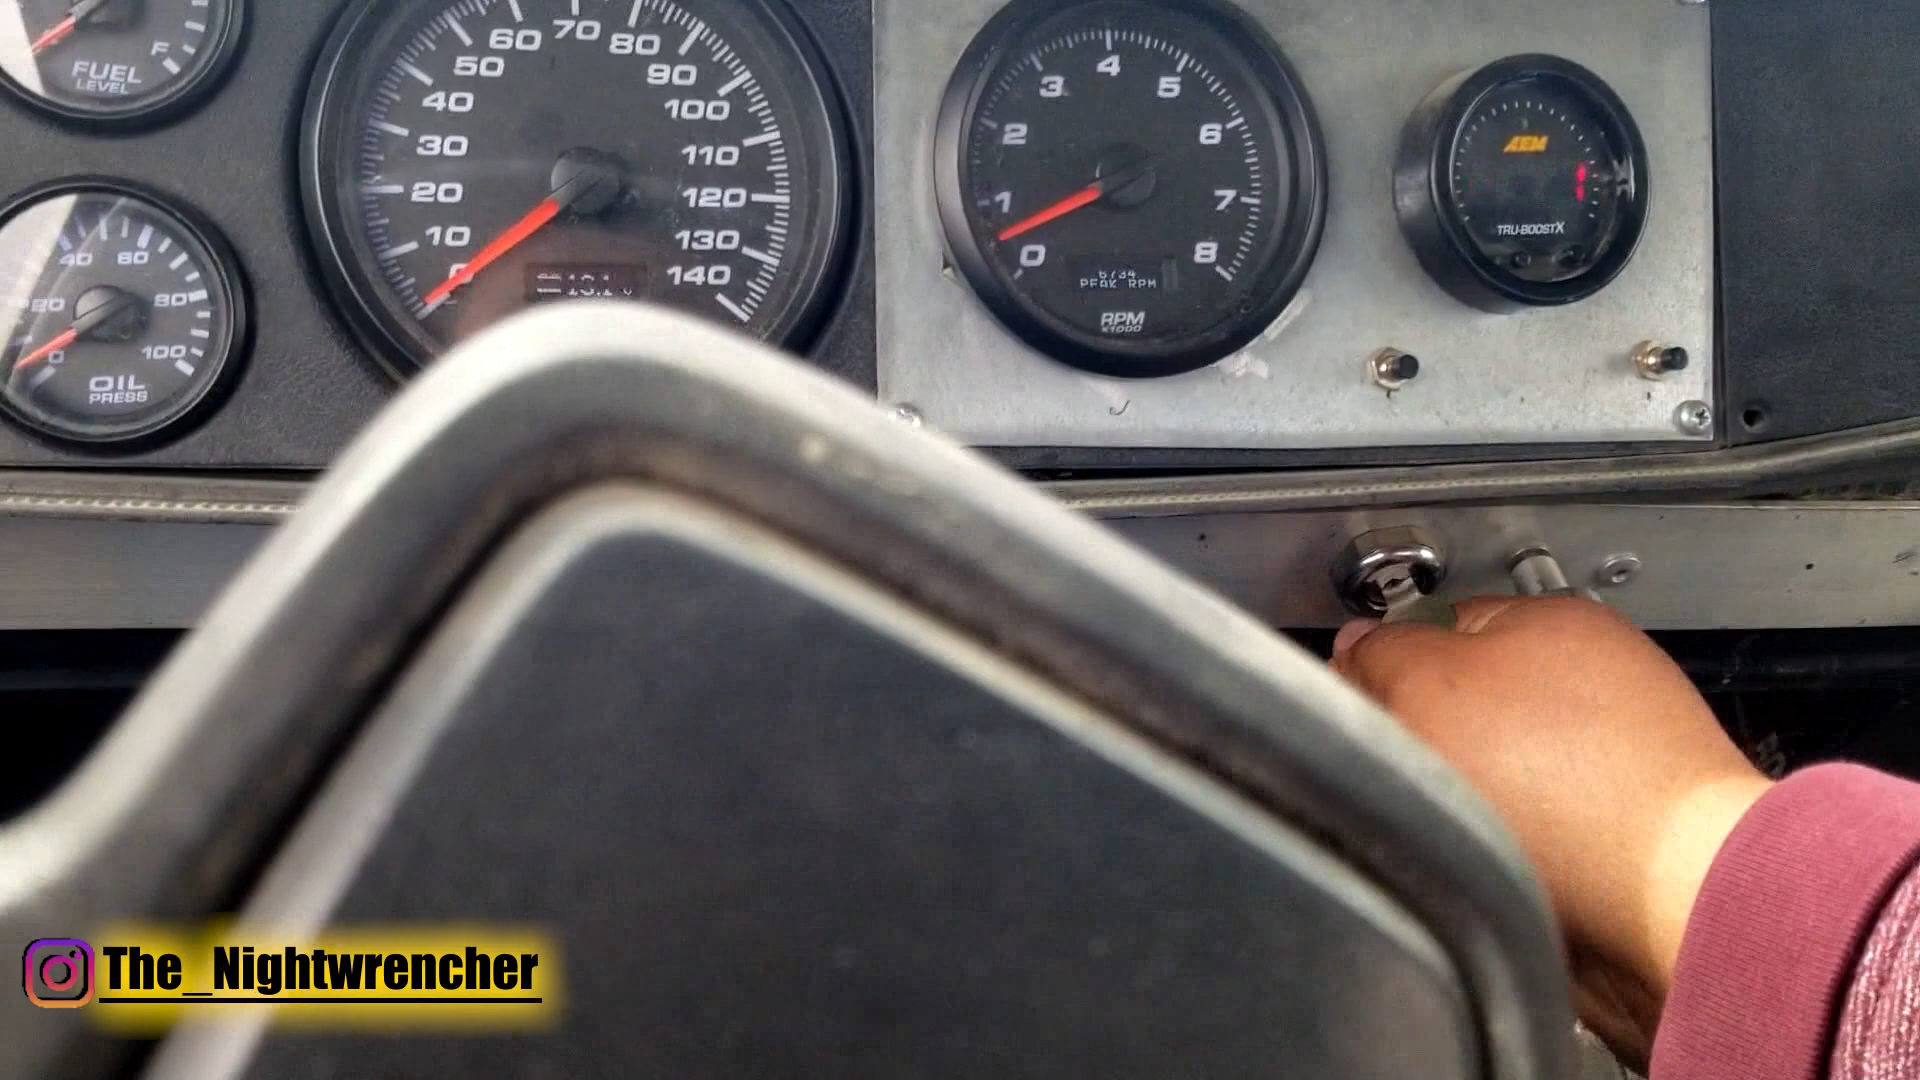 F
FUEL
LEVEL
0 10 20 30 40 50 60 70 80 90 100 110 120 130 140
0 1 2 3 4 5 6 7 8
6734
PEAK RPM
RPM
X1000
AEM
TRU-BOOSTX
0 20 40 60 80 100
OIL
PRESS
The_Nightwrencher